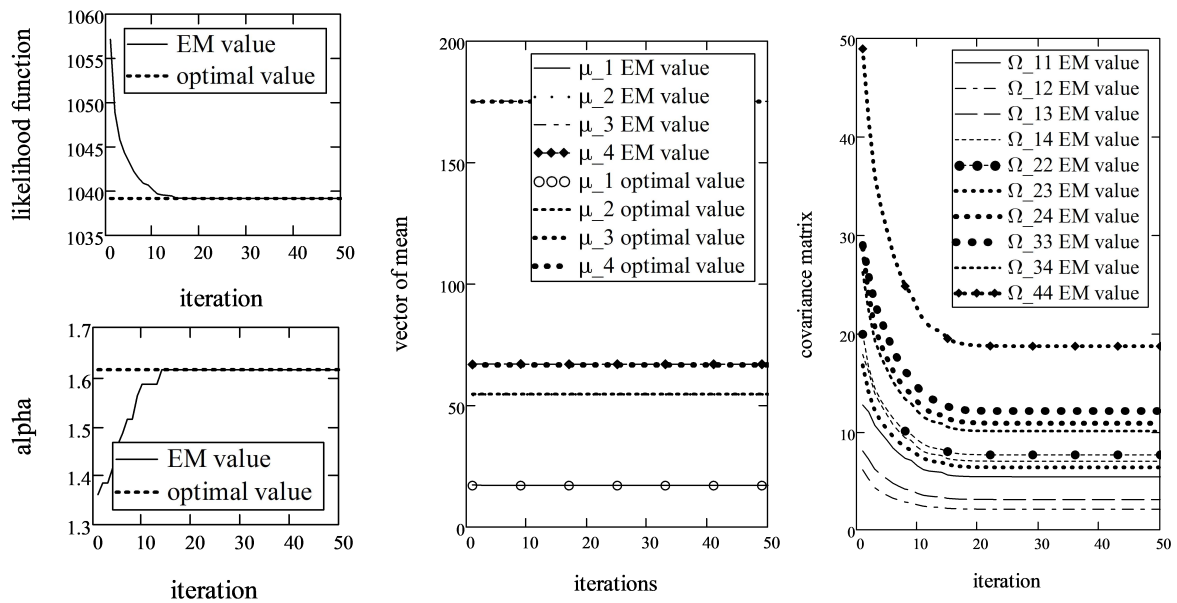 likelihood function
1060
1055
1050
1045
1040
1035
EM value
optimal value
0 10 20 30 40 50
iteration
alpha
1.7
1.6
1.5
1.4
1.3
EM value
optimal value
0 10 20 30 40 50
iteration
vector of mean
200
150
100
50
0
μ_1 EM value
μ_2 EM value
μ_3 EM value
μ_4 EM value
μ_1 optimal value
μ_2 optimal value
μ_3 optimal value
μ_4 optimal value
0 10 20 30 40 50
iterations
covariance matrix
50
40
30
20
10
0
Ω_11 EM value
Ω_12 EM value
Ω_13 EM value
Ω_14 EM value
Ω_22 EM value
Ω_23 EM value
Ω_24 EM value
Ω_33 EM value
Ω_34 EM value
Ω_44 EM value
0 10 20 30 40 50
iteration